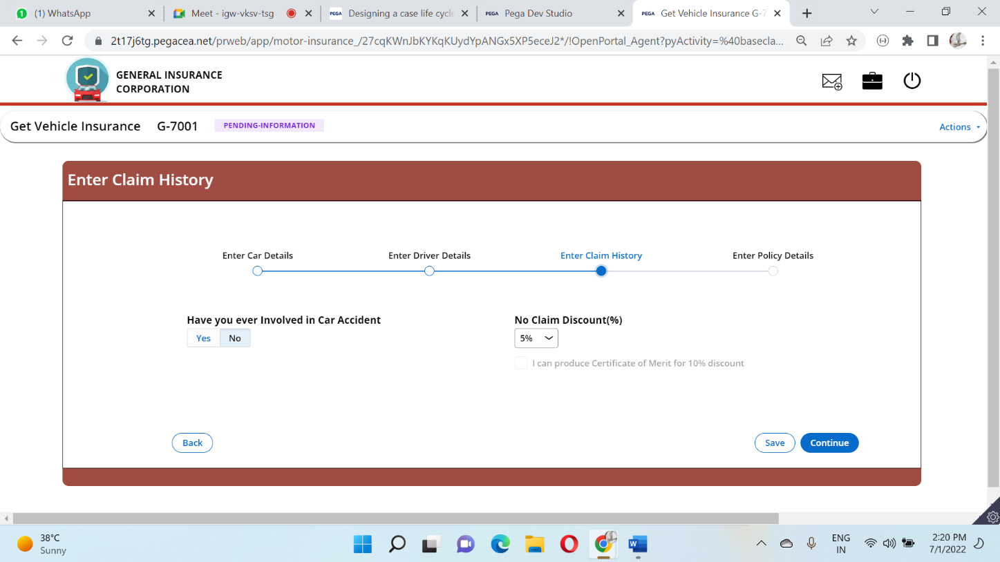 1
(1) WhatsApp
Meet - igw-vksv-tsg
PEGA Designing a case life cycle
PEGA Pega Dev Studio
PEGA Get Vehicle Insurance G-7
2t17j6tg.pegacea.net/prweb/app/motor-insurance_/27cqKWnJbKYKqKUydYpANGx5XP5eceJ2*/!OpenPortal_Agent?pyActivity=%40basecla...
GENERAL INSURANCE
CORPORATION
Get Vehicle Insurance G-7001 PENDING-INFORMATION Actions
Enter Claim History
Enter Car Details Enter Driver Details Enter Claim History Enter Policy Details
Have you ever Involved in Car Accident No Claim Discount(%)
Yes No 5%
I can produce Certificate of Merit for 10% discount
Back Save Continue
38°C
Sunny
W
ENG
IN
2:20 PM
7/1/2022